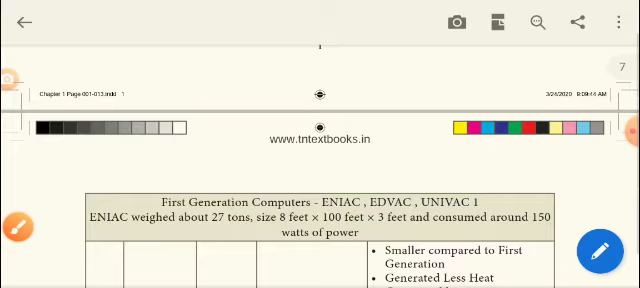 7
Chapter 1 Page 001-013.indd 1
3/24/2020 9:09:44 AM
www.tntextbooks.in
First Generation Computers - ENIAC , EDVAC , UNIVAC 1
ENIAC weighed about 27 tons, size 8 feet × 100 feet × 3 feet and consumed around 150
watts of power
• Smaller compared to First
Generation
• Generated Less Heat